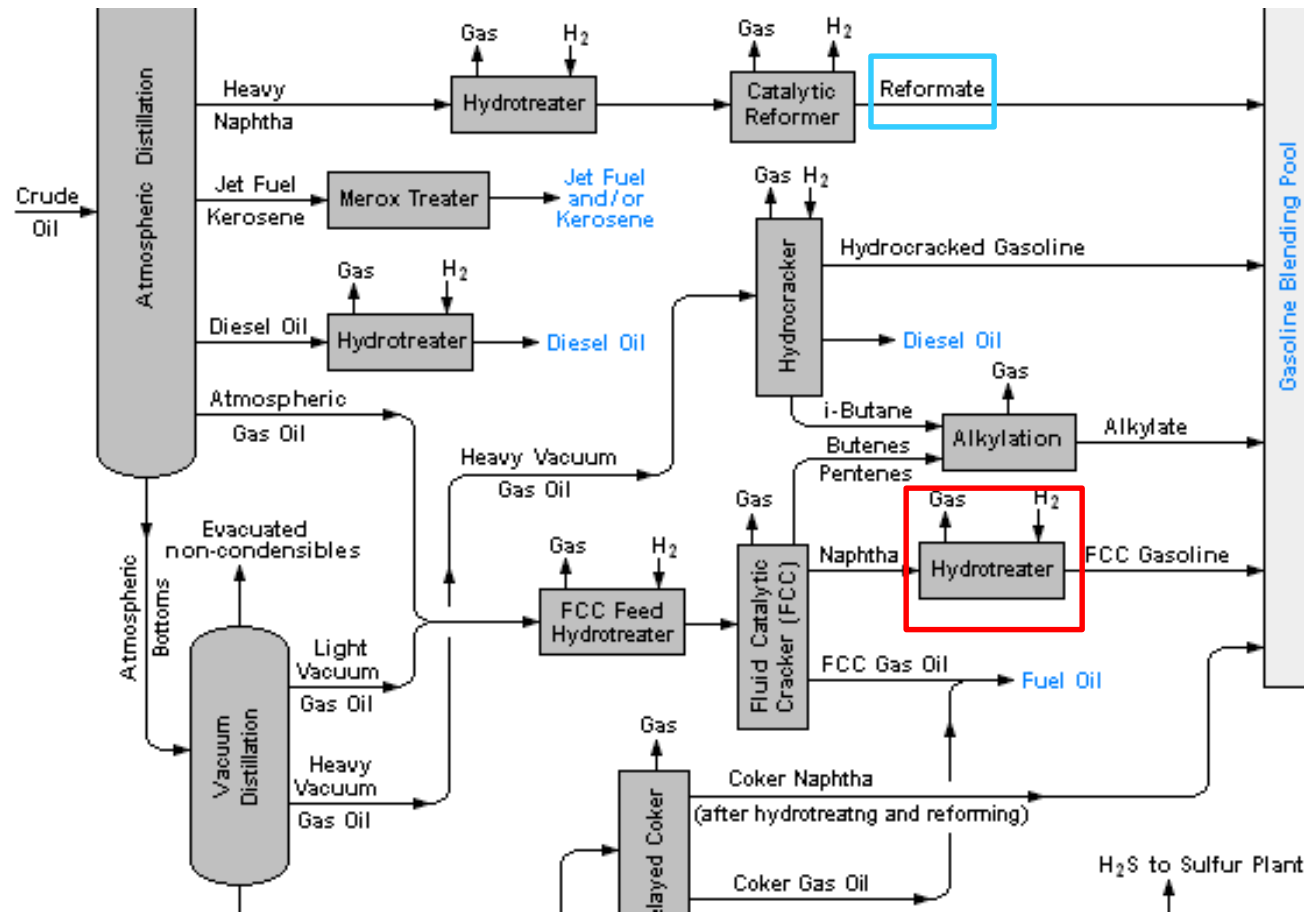 Gas
H2
Gas
H2
Heavy
Naphtha
Hydrotreater
Catalytic
Reformer
Reformate
Atmospheric Distillation
Crude
Oil
Jet Fuel
Kerosene
Merox Treater
Jet Fuel
and/or
Kerosene
Gas
H2
Hydrocracker
Hydrocracked Gasoline
Diesel Oil
Gasoline Blending Pool
Gas
H2
Diesel Oil
Hydrotreater
Diesel Oil
Atmospheric
Gas Oil
Gas
i-Butane
Butenes
Pentenes
Alkylation
Alkylate
Heavy Vacuum
Gas Oil
Gas
H2
Naphtha
Hydrotreater
FCC Gasoline
Evacuated
non-condensibles
Atmospheric
Bottoms
Gas
H2
FCC Feed
Hydrotreater
Gas
Fluid Catalytic
Cracker (FCC)
FCC Gas Oil
Fuel Oil
Light
Vacuum
Gas Oil
Vacuum
Distillation
Heavy
Vacuum
Gas Oil
Gas
elayed Coker
Coker Naphtha
(after hydrotreatng and reforming)
Coker Gas Oil
H2S to Sulfur Plant